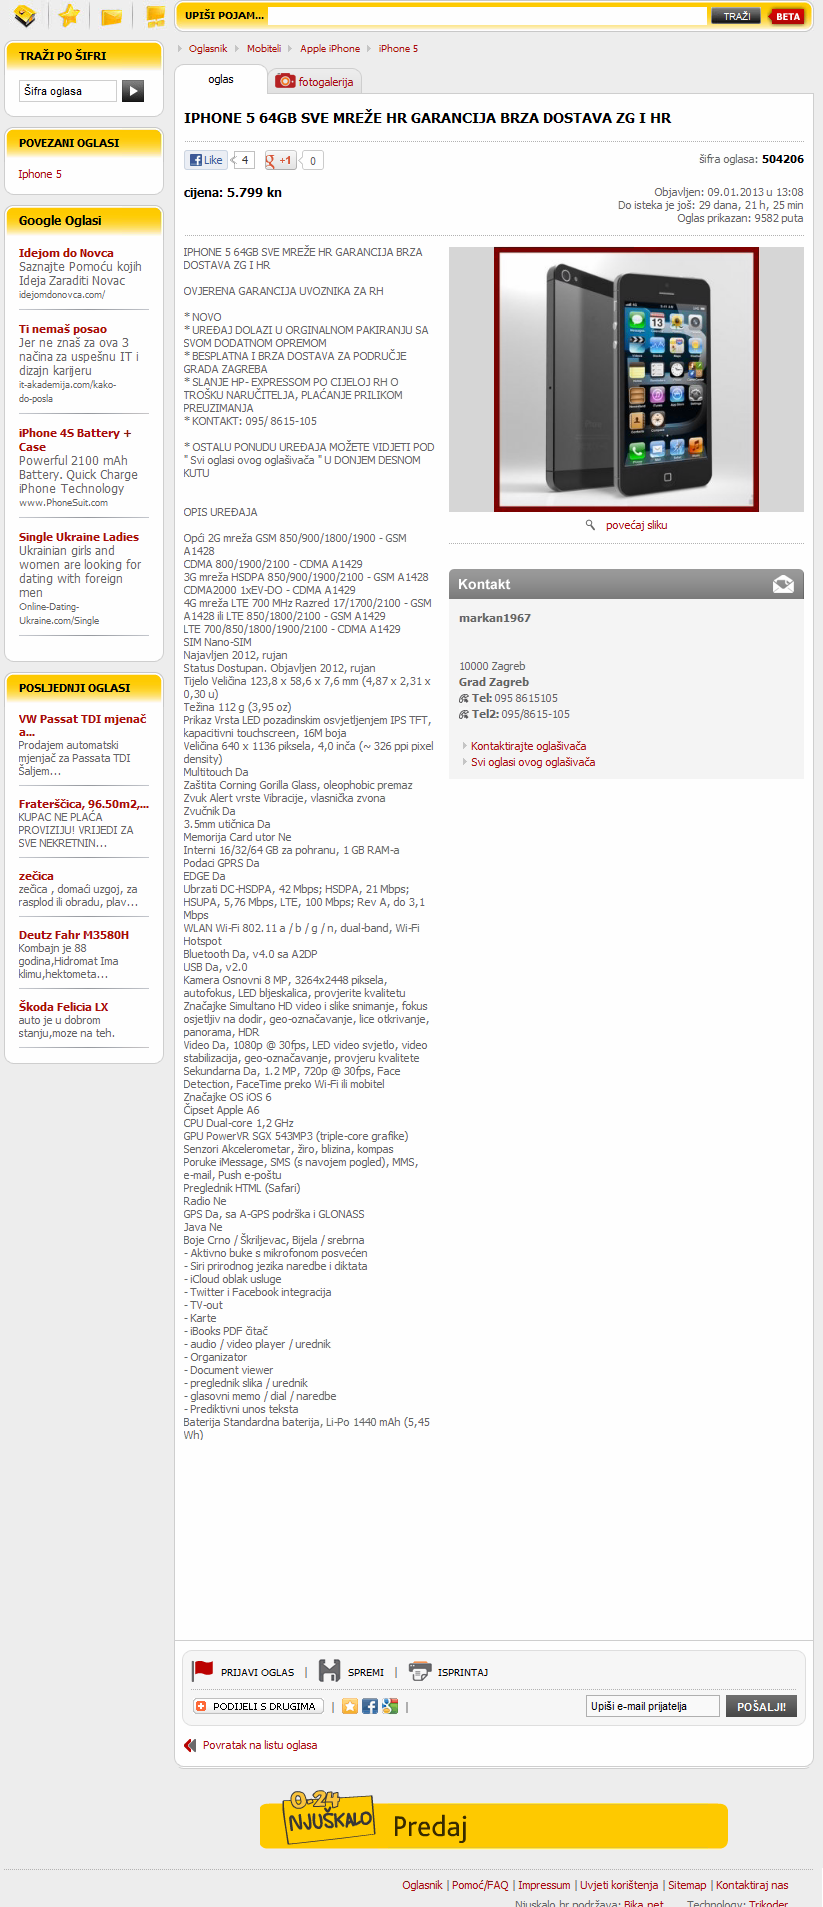 UPIŠI POJAM...
TRAŽI
BETA
TRAŽI PO ŠIFRI
Šifra oglasa
POVEZANI OGLASI
Iphone 5
Google Oglasi
Idejom do Novca
Saznajte Pomoću kojih
Ideja Zaraditi Novac
idejomdonovca.com/
Ti nemaš posao
Jer ne znaš za ova 3
načina za uspešnu IT i
dizajn karijeru
it-akademija.com/kako-
do-posla
iPhone 4S Battery +
Case
Powerful 2100 mAh
Battery. Quick Charge
iPhone Technology
www.PhoneSuit.com
Single Ukraine Ladies
Ukrainian girls and
women are looking for
dating with foreign
men
Online-Dating-
Ukraine.com/Single
POSLJEDNJI OGLASI
VW Passat TDI mjenač
a...
Prodajem automatski
mjenjač za Passata TDI
Šaljem...
Fraterščica, 96.50m2,...
KUPAC NE PLAĆA
PROVIZIJU! VRIJEDI ZA
SVE NEKRETNIN...
zečica
zečica , domaći uzgoj, za
rasplod ili obradu, plav...
Deutz Fahr M3580H
Kombajn je 88
godina,Hidromat Ima
klimu,hektometa...
Škoda Felicia LX
auto je u dobrom
stanju,moze na teh.
Oglasnik Mobiteli Apple iPhone iPhone 5
oglas
fotogalerija
IPHONE 5 64GB SVE MREŽE HR GARANCIJA BRZA DOSTAVA ZG I HR
Like 4 +1 0
šifra oglasa: 504206
cijena: 5.799 kn
Objavljen: 09.01.2013 u 13:08
Do isteka je još: 29 dana, 21 h, 25 min
Oglas prikazan: 9582 puta
IPHONE 5 64GB SVE MREŽE HR GARANCIJA BRZA
DOSTAVA ZG I HR
OVJERENA GARANCIJA UVOZNIKA ZA RH
* NOVO
* UREĐAJ DOLAZI U ORGINALNOM PAKIRANJU SA
SVOM DODATNOM OPREMOM
* BESPLATNA I BRZA DOSTAVA ZA PODRUČJE
GRADA ZAGREBA
* SLANJE HP- EXPRESSOM PO CIJELOJ RH O
TROŠKU NARUČITELJA, PLAĆANJE PRILIKOM
PREUZIMANJA
* KONTAKT: 095/ 8615-105
* OSTALU PONUDU UREĐAJA MOŽETE VIDJETI POD
" Svi oglasi ovog oglašivača " U DONJEM DESNOM
KUTU
OPIS UREĐAJA
Opći 2G mreža GSM 850/900/1800/1900 - GSM
A1428
CDMA 800/1900/2100 - CDMA A1429
3G mreža HSDPA 850/900/1900/2100 - GSM A1428
CDMA2000 1xEV-DO - CDMA A1429
4G mreža LTE 700 MHz Razred 17/1700/2100 - GSM
A1428 ili LTE 850/1800/2100 - GSM A1429
LTE 700/850/1800/1900/2100 - CDMA A1429
SIM Nano-SIM
Najavljen 2012, rujan
Status Dostupan. Objavljen 2012, rujan
Tijelo Veličina 123,8 x 58,6 x 7,6 mm (4,87 x 2,31 x
0,30 u)
Težina 112 g (3,95 oz)
Prikaz Vrsta LED pozadinskim osvjetljenjem IPS TFT,
kapacitivni touchscreen, 16M boja
Veličina 640 x 1136 piksela, 4,0 inča (~ 326 ppi pixel
density)
Multitouch Da
Zaštita Corning Gorilla Glass, oleophobic premaz
Zvuk Alert vrste Vibracije, vlasnička zvona
Zvučnik Da
3.5mm utičnica Da
Memorija Card utor Ne
Interni 16/32/64 GB za pohranu, 1 GB RAM-a
Podaci GPRS Da
EDGE Da
Ubrzati DC-HSDPA, 42 Mbps; HSDPA, 21 Mbps;
HSUPA, 5,76 Mbps, LTE, 100 Mbps; Rev A, do 3,1
Mbps
WLAN Wi-Fi 802.11 a / b / g / n, dual-band, Wi-Fi
Hotspot
Bluetooth Da, v4.0 sa A2DP
USB Da, v2.0
Kamera Osnovni 8 MP, 3264x2448 piksela,
autofokus, LED bljeskalica, provjerite kvalitetu
Značajke Simultano HD video i slike snimanje, fokus
osjetljiv na dodir, geo-označavanje, lice otkrivanje,
panorama, HDR
Video Da, 1080p @ 30fps, LED video svjetlo, video
stabilizacija, geo-označavanje, provjeru kvalitete
Sekundarna Da, 1.2 MP, 720p @ 30fps, Face
Detection, FaceTime preko Wi-Fi ili mobitel
Značajke OS iOS 6
Čipset Apple A6
CPU Dual-core 1,2 GHz
GPU PowerVR SGX 543MP3 (triple-core grafike)
Senzori Akcelerometar, žiro, blizina, kompas
Poruke iMessage, SMS (s navojem pogled), MMS,
e-mail, Push e-poštu
Preglednik HTML (Safari)
Radio Ne
GPS Da, sa A-GPS podrška i GLONASS
Java Ne
Boje Crno / Škriljevac, Bijela / srebrna
- Aktivno buke s mikrofonom posvećen
- Siri prirodnog jezika naredbe i diktata
- iCloud oblak usluge
- Twitter i Facebook integracija
- TV-out
- Karte
- iBooks PDF čitač
- audio / video player / urednik
- Organizator
- Document viewer
- preglednik slika / urednik
- glasovni memo / dial / naredbe
- Prediktivni unos teksta
Baterija Standardna baterija, Li-Po 1440 mAh (5,45
Wh)
povećaj sliku
Kontakt
markan1967
10000 Zagreb
Grad Zagreb
Tel: 095 8615105
Tel2: 095/8615-105
Kontaktirajte oglašivača
Svi oglasi ovog oglašivača
PRIJAVI OGLAS | SPREMI | ISPRINTAJ
PODIJELI S DRUGIMA | |
Upiši e-mail prijatelja
POŠALJI!
Povratak na listu oglasa
0-24
NJUŠKALO
Predaj
Oglasnik | Pomoć/FAQ | Impressum | Uvjeti korištenja | Sitemap | Kontaktiraj nas
Njuskalo.hr podržava: Bika.net Technology: Trikoder